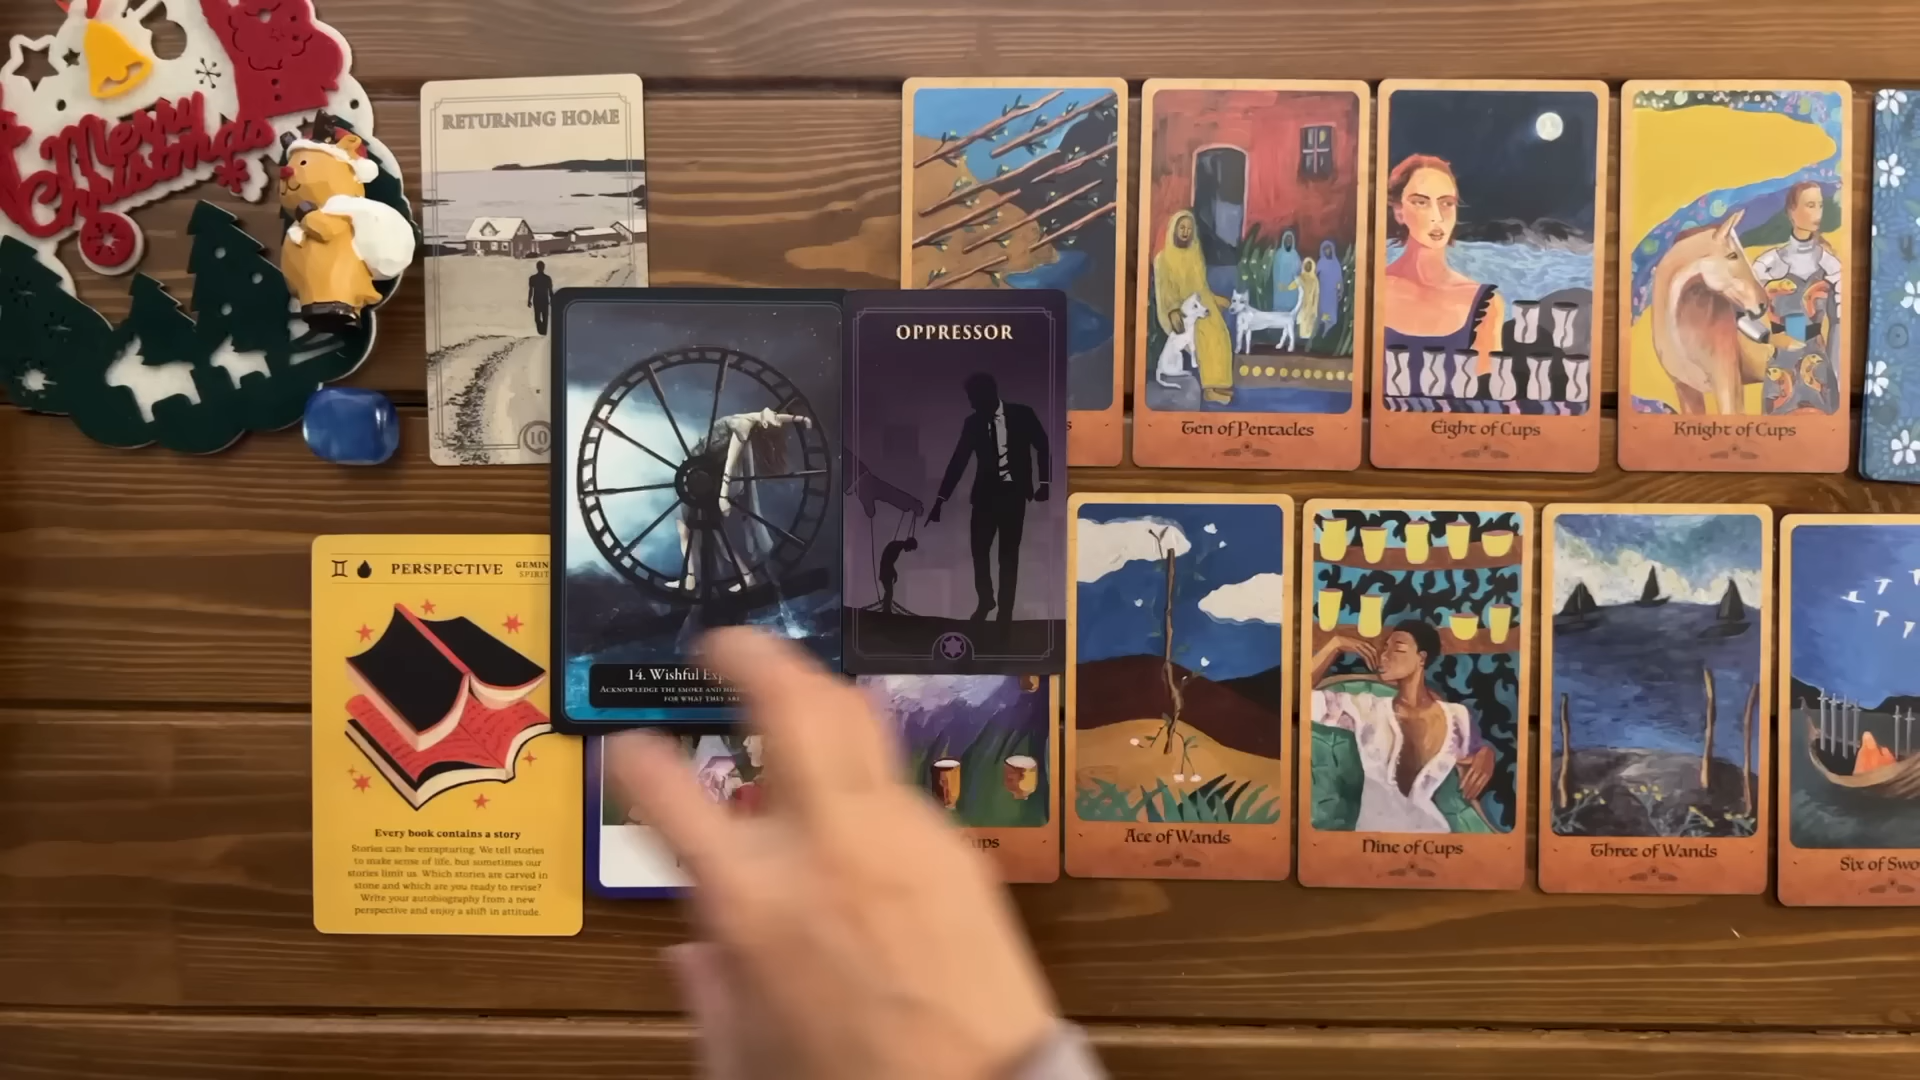 Merry
Christmas
RETURNING HOME
10
Ten of Pentacles
Eight of Cups
Knight of Cups
OPPRESSOR
14. Wishful
ACKNOWLEDGE THE SMOKE AND
FOR WHAT THEY
PERSPECTIVE
GEMIN
SPIRIT
Every book contains a story
Stories can be enrapturing. We tell stories
to make sense of life, but sometimes our
stories limit us. Which stories are carved in
stone and which are you ready to revise?
Write your autobiography from a new
perspective and enjoy a shift in attitude.
Cups
Ace of Wands
Nine of Cups
Three of Wands
Six of Swo